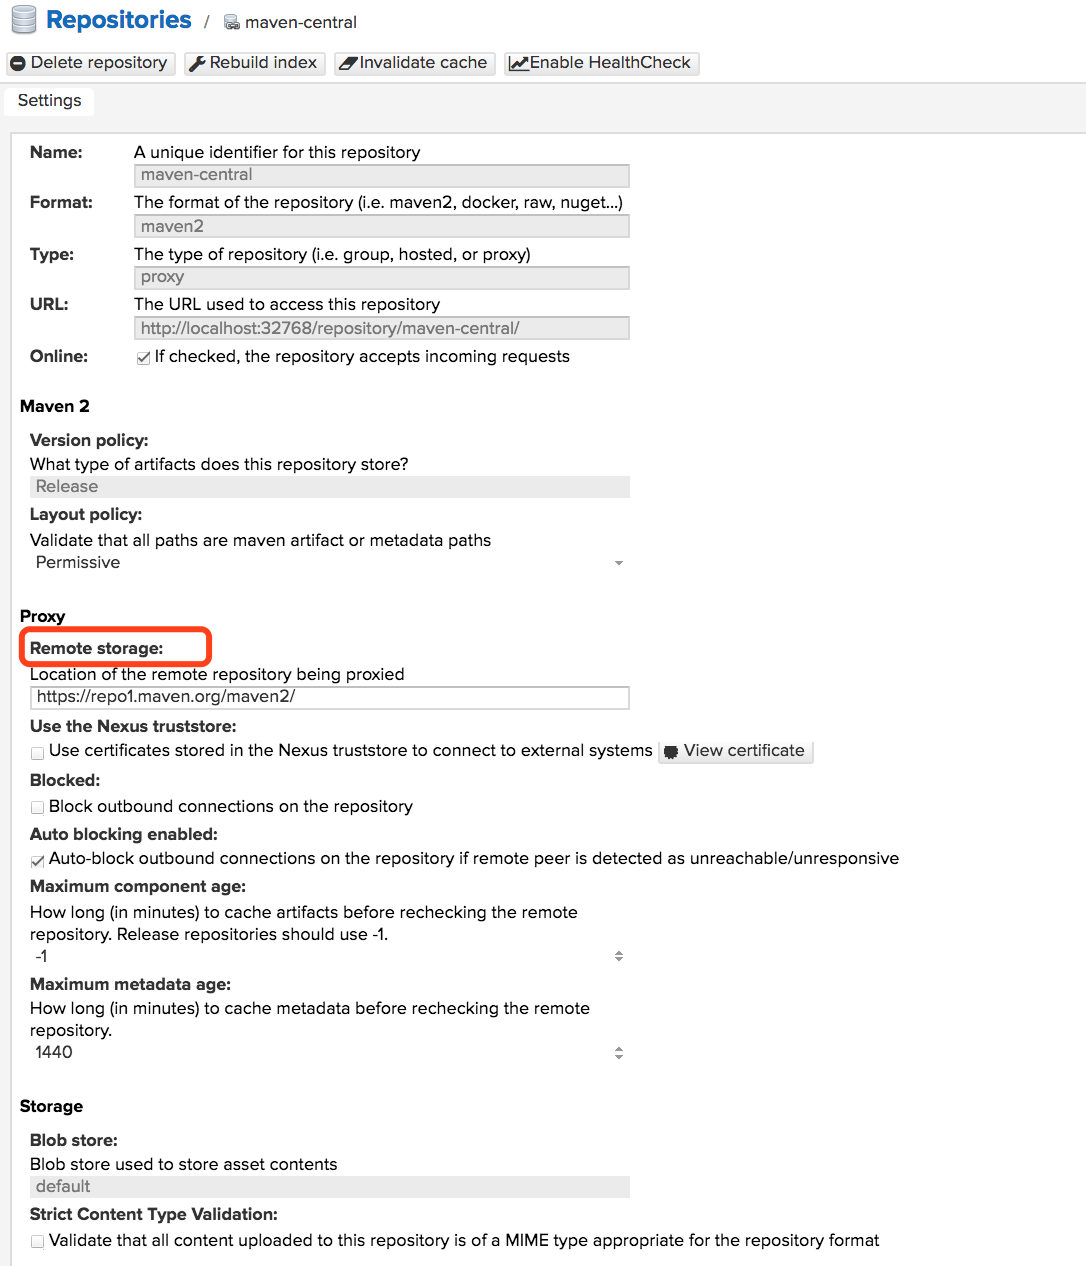 Repositories / maven-central
Delete repository Rebuild index Invalidate cache Enable HealthCheck
Settings
Name: A unique identifier for this repository
maven-central
Format: The format of the repository (i.e. maven2, docker, raw, nuget...)
maven2
Type: The type of repository (i.e. group, hosted, or proxy)
proxy
URL: The URL used to access this repository
http://localhost:32768/repository/maven-central/
Online: If checked, the repository accepts incoming requests
Maven 2
Version policy:
What type of artifacts does this repository store?
Release
Layout policy:
Validate that all paths are maven artifact or metadata paths
Permissive
Proxy
Remote storage:
Location of the remote repository being proxied
https://repo1.maven.org/maven2/
Use the Nexus truststore:
Use certificates stored in the Nexus truststore to connect to external systems View certificate
Blocked:
Block outbound connections on the repository
Auto blocking enabled:
Auto-block outbound connections on the repository if remote peer is detected as unreachable/unresponsive
Maximum component age:
How long (in minutes) to cache artifacts before rechecking the remote
repository. Release repositories should use -1.
-1
Maximum metadata age:
How long (in minutes) to cache metadata before rechecking the remote
repository.
1440
Storage
Blob store:
Blob store used to store asset contents
default
Strict Content Type Validation:
Validate that all content uploaded to this repository is of a MIME type appropriate for the repository format